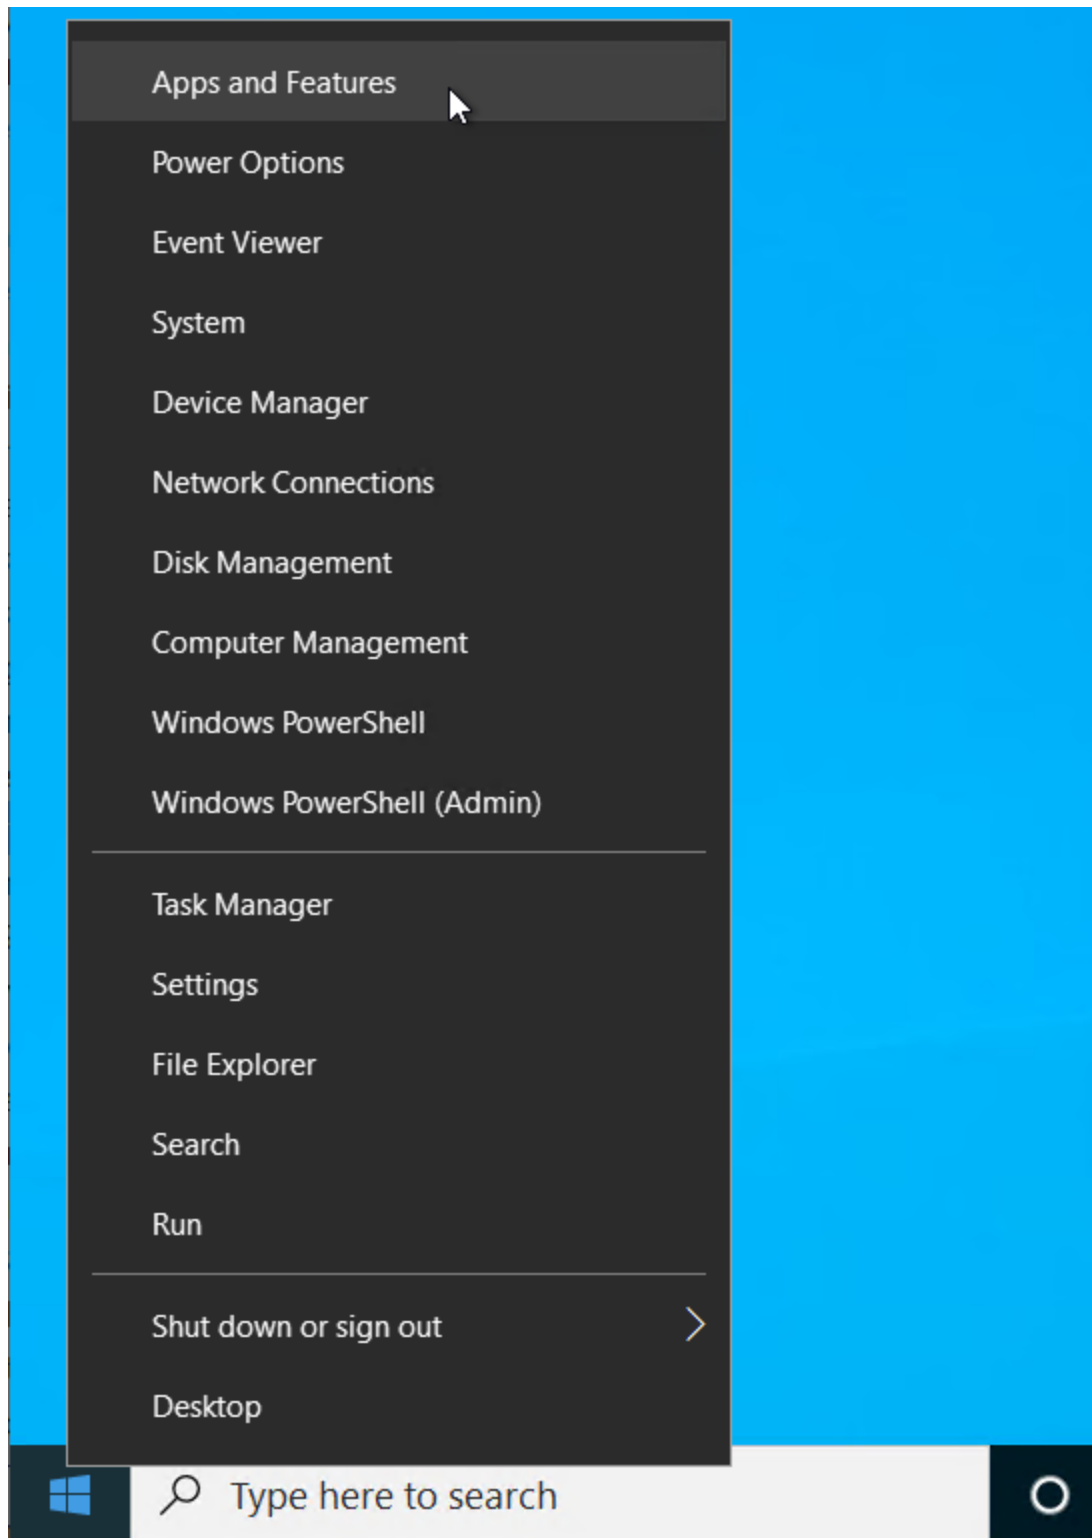 Apps and Features
Power Options
Event Viewer
System
Device Manager
Network Connections
Disk Management
Computer Management
Windows PowerShell
Windows PowerShell (Admin)
Task Manager
Settings
File Explorer
Search
Run
Shut down or sign out
Desktop
Type here to search